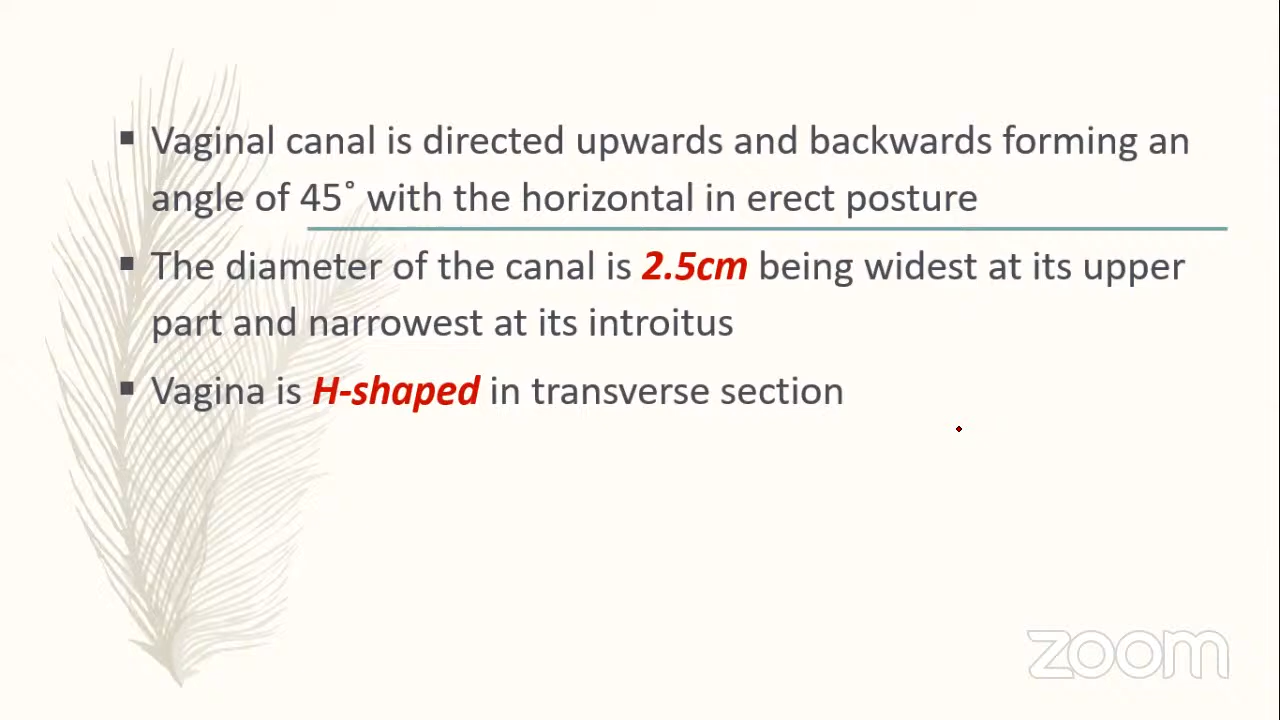 ▪ Vaginal canal is directed upwards and backwards forming an
angle of 45˚ with the horizontal in erect posture
▪ The diameter of the canal is 2.5cm being widest at its upper
part and narrowest at its introitus
▪ Vagina is H-shaped in transverse section
zoom